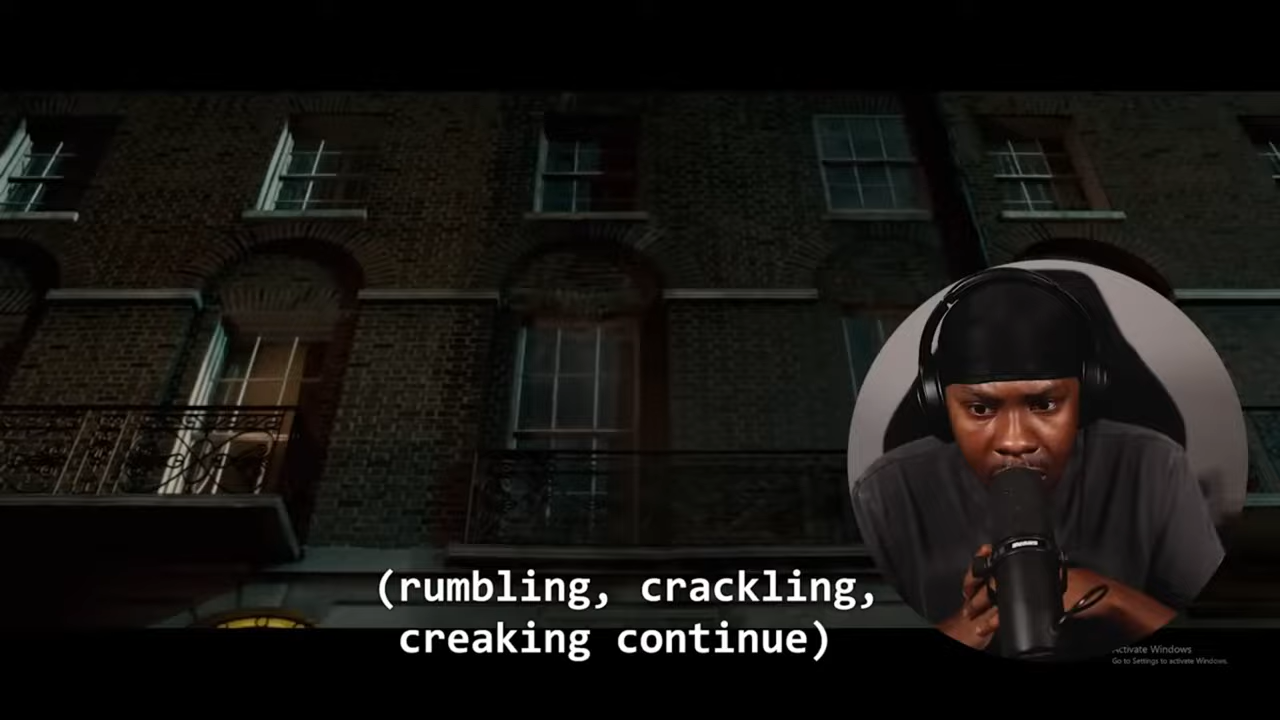 (rumbling, crackling,
creaking continue)
Activate Windows
Go to Settings to activate Windows.